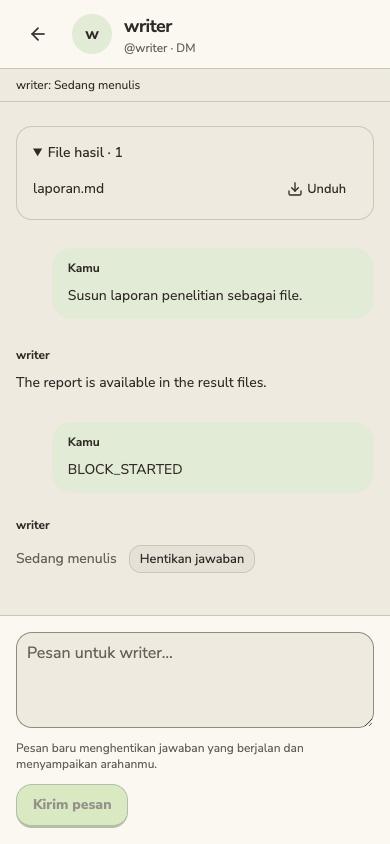 w
writer
@writer · DM
writer: Sedang menulis
▼ File hasil · 1
laporan.md
Unduh
Kamu
Susun laporan penelitian sebagai file.
writer
The report is available in the result files.
Kamu
BLOCK_STARTED
writer
Sedang menulis
Hentikan jawaban
Pesan untuk writer...
Pesan baru menghentikan jawaban yang berjalan dan
menyampaikan arahanmu.
Kirim pesan